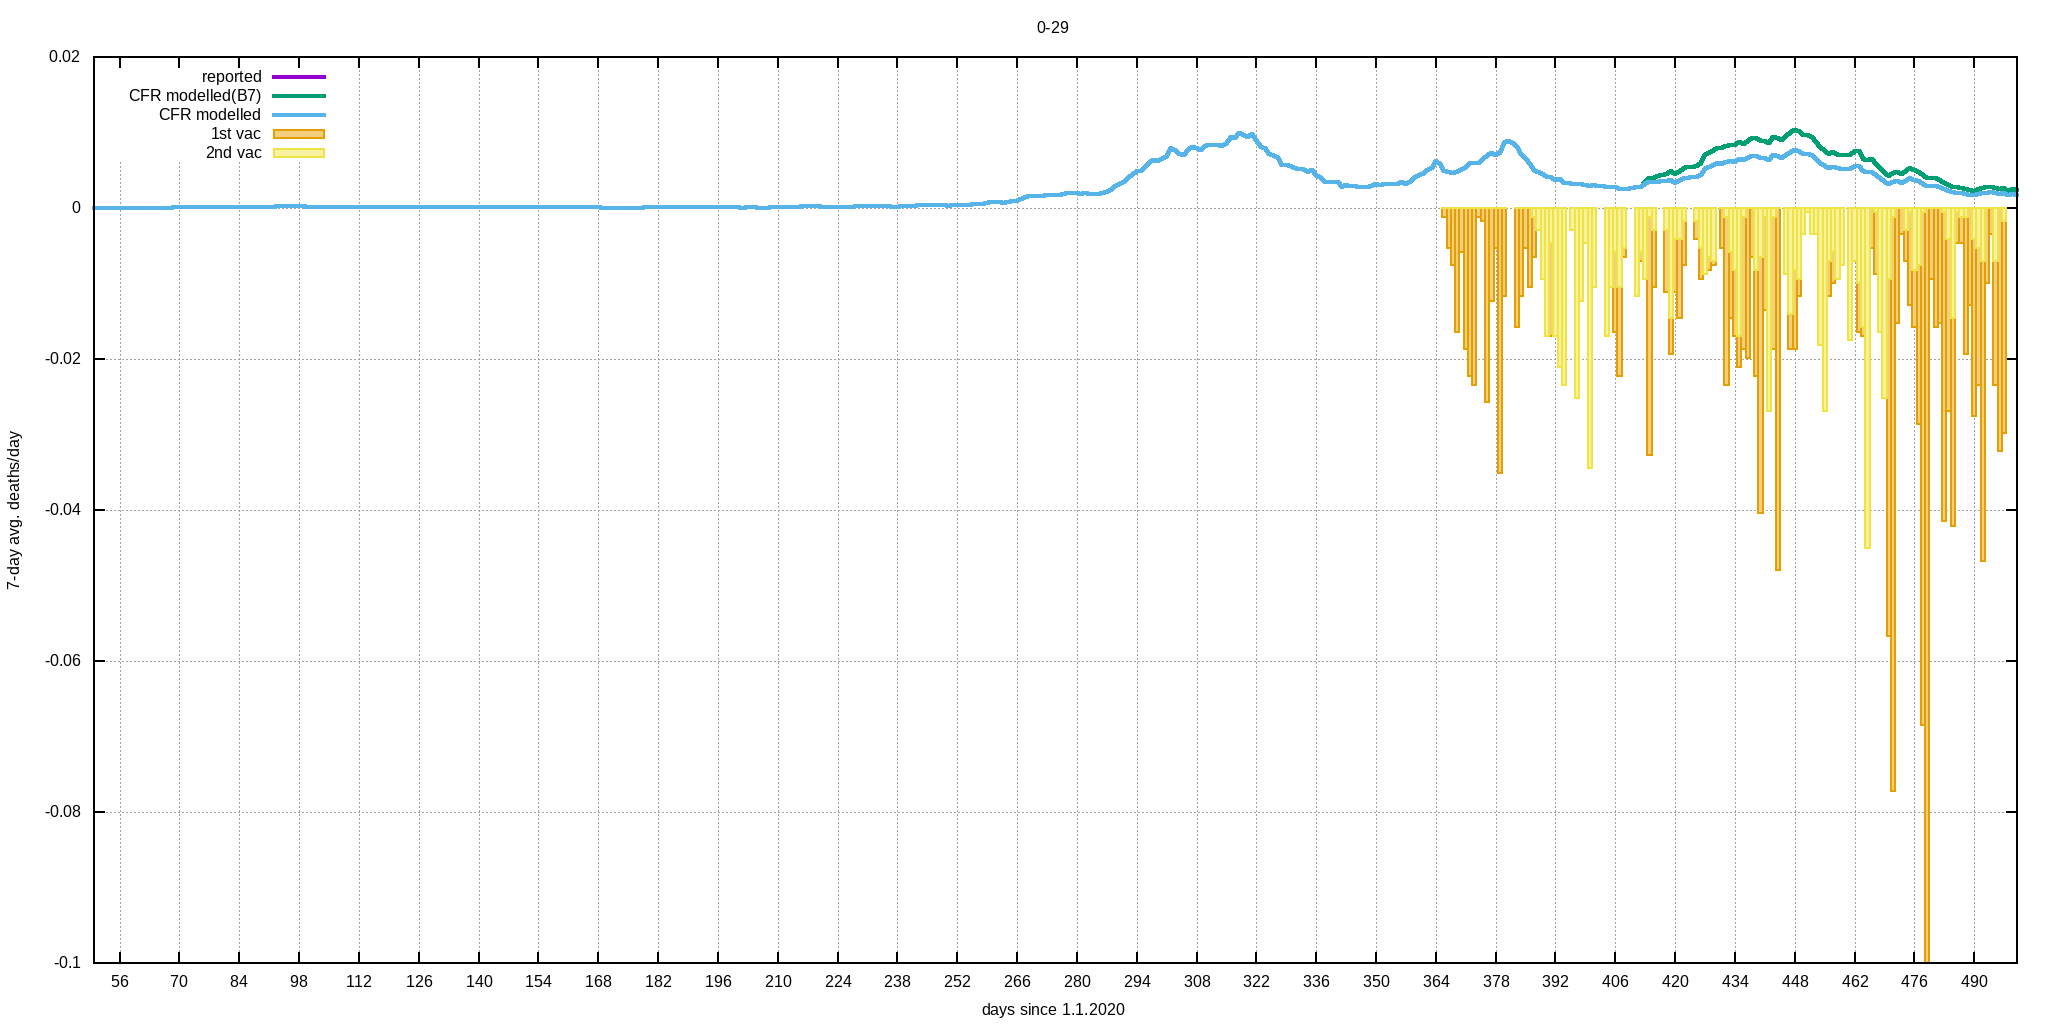 0-29
0.02
0
-0.02
-0.04
-0.06
-0.08
-0.1
reported
CFR modelled(B7)
CFR modelled
1st vac
2nd vac
7-day avg. deaths/day
56 70 84 98 112 126 140 154 168 182 196 210 224 238 252 266 280 294 308 322 336 350 364 378 392 406 420 434 448 462 476 490
days since 1.1.2020